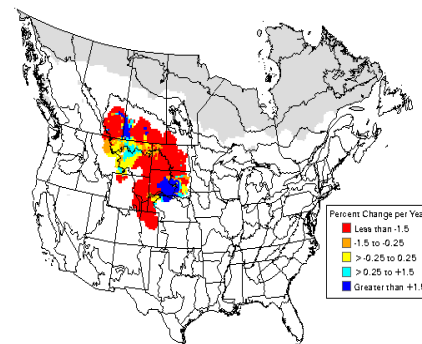 Percent Change per Yea
Less than -1.5
-1.5 to -0.25
> -0.25 to 0.25
> 0.25 to +1.5
Greater than +1.5